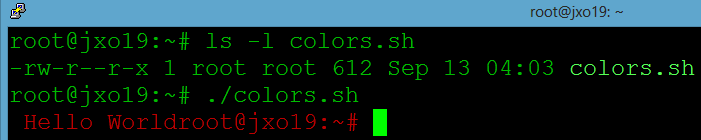 root@jxo19: ~
root@jxo19:~# ls -l colors.sh
-rw-r--r-x 1 root root 612 Sep 13 04:03 colors.sh
root@jxo19:~# ./colors.sh
 Hello Worldroot@jxo19:~#